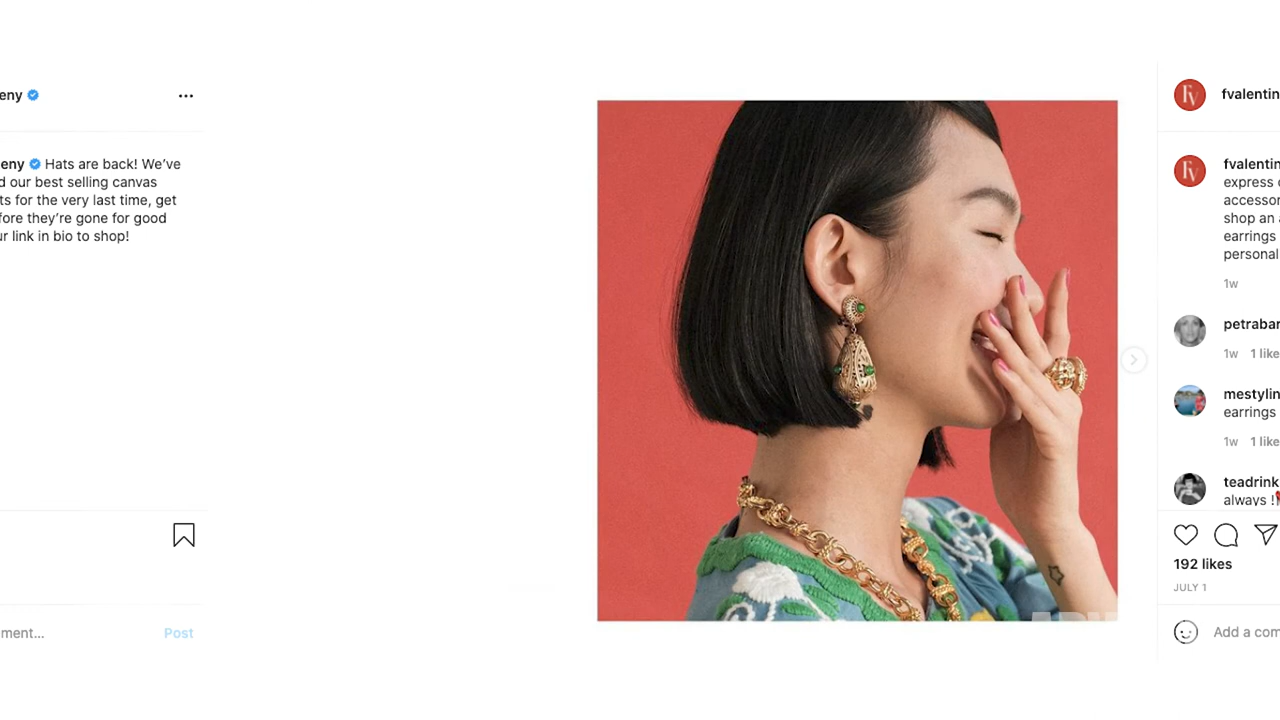 eny
eny Hats are back! We've
d our best selling canvas
ts for the very last time, get
fore they're gone for good
ur link in bio to shop!
ment...
Post
Fv
fvalentin
Fv
fvalentin
express
accessor
shop an
earrings
personal
1w
petrabar
1w 1 like
mestylin
earrings
1w 1 like
teadrink
always !
192 likes
JULY 1
Add a com